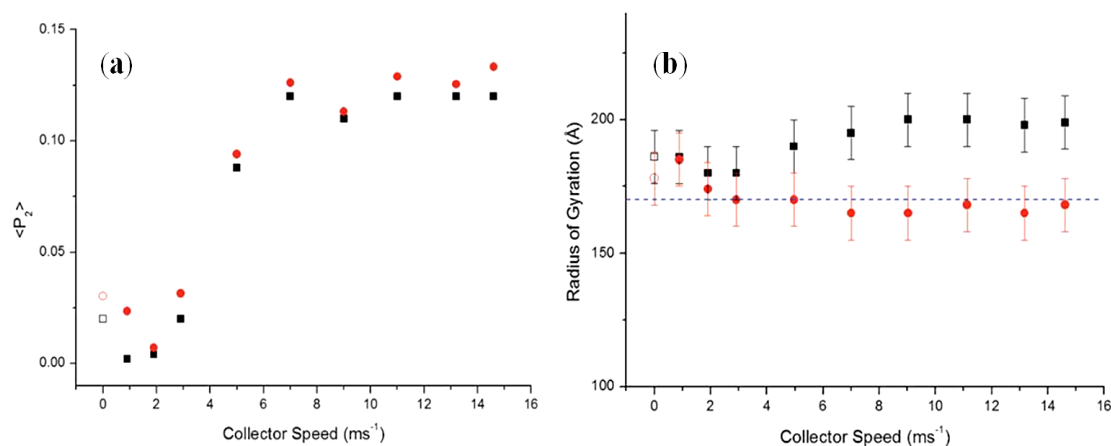 (a)
0.15
0.10
0.05
0.00
<P₂>
0 2 4 6 8 10 12 14 16
Collector Speed (ms⁻¹)
(b)
200
150
100
Radius of Gyration (Å)
0 2 4 6 8 10 12 14 16
Collector Speed (ms⁻¹)